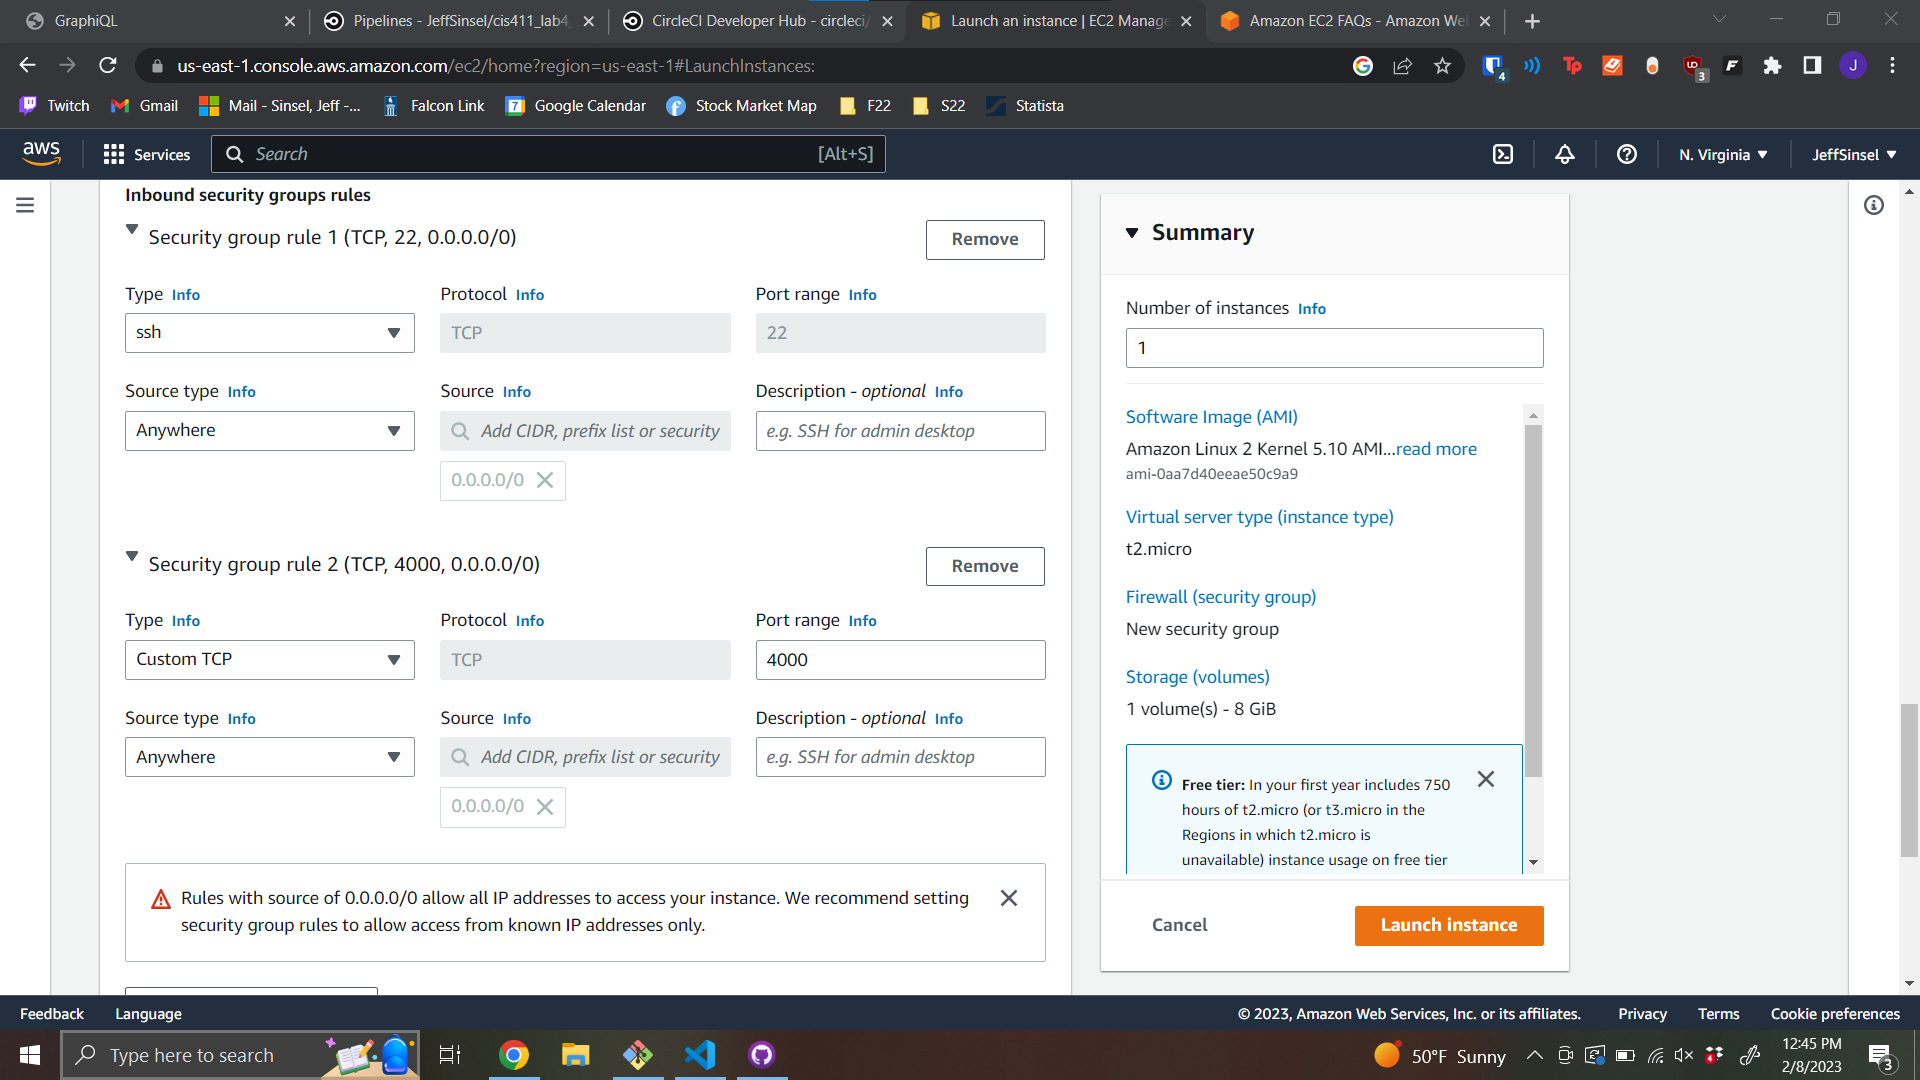 GraphiQL
Pipelines - JeffSinsel/cis411_lab4_
CircleCI Developer Hub - circleci/
Launch an instance | EC2 Manage
Amazon EC2 FAQs - Amazon We
us-east-1.console.aws.amazon.com/ec2/home?region=us-east-1#LaunchInstances:
4
3
J
Twitch
Gmail
Mail - Sinsel, Jeff -...
Falcon Link
Google Calendar
Stock Market Map
F22
S22
Statista
aws
Services
Search
[Alt+S]
N. Virginia
JeffSinsel
Inbound security groups rules
Security group rule 1 (TCP, 22, 0.0.0.0/0)
Remove
Type Info
Protocol Info
Port range Info
ssh
TCP
22
Source type Info
Source Info
Description - optional Info
Anywhere
Add CIDR, prefix list or security
e.g. SSH for admin desktop
0.0.0.0/0
Security group rule 2 (TCP, 4000, 0.0.0.0/0)
Remove
Type Info
Protocol Info
Port range Info
Custom TCP
TCP
4000
Source type Info
Source Info
Description - optional Info
Anywhere
Add CIDR, prefix list or security
e.g. SSH for admin desktop
0.0.0.0/0
Rules with source of 0.0.0.0/0 allow all IP addresses to access your instance. We recommend setting
security group rules to allow access from known IP addresses only.
Summary
Number of instances Info
1
Software Image (AMI)
Amazon Linux 2 Kernel 5.10 AMI...read more
ami-0aa7d40eeae50c9a9
Virtual server type (instance type)
t2.micro
Firewall (security group)
New security group
Storage (volumes)
1 volume(s) - 8 GiB
Free tier: In your first year includes 750
hours of t2.micro (or t3.micro in the
Regions in which t2.micro is
unavailable) instance usage on free tier
Cancel
Launch instance
Feedback
Language
© 2023, Amazon Web Services, Inc. or its affiliates.
Privacy
Terms
Cookie preferences
Type here to search
50°F Sunny
12:45 PM
2/8/2023
3